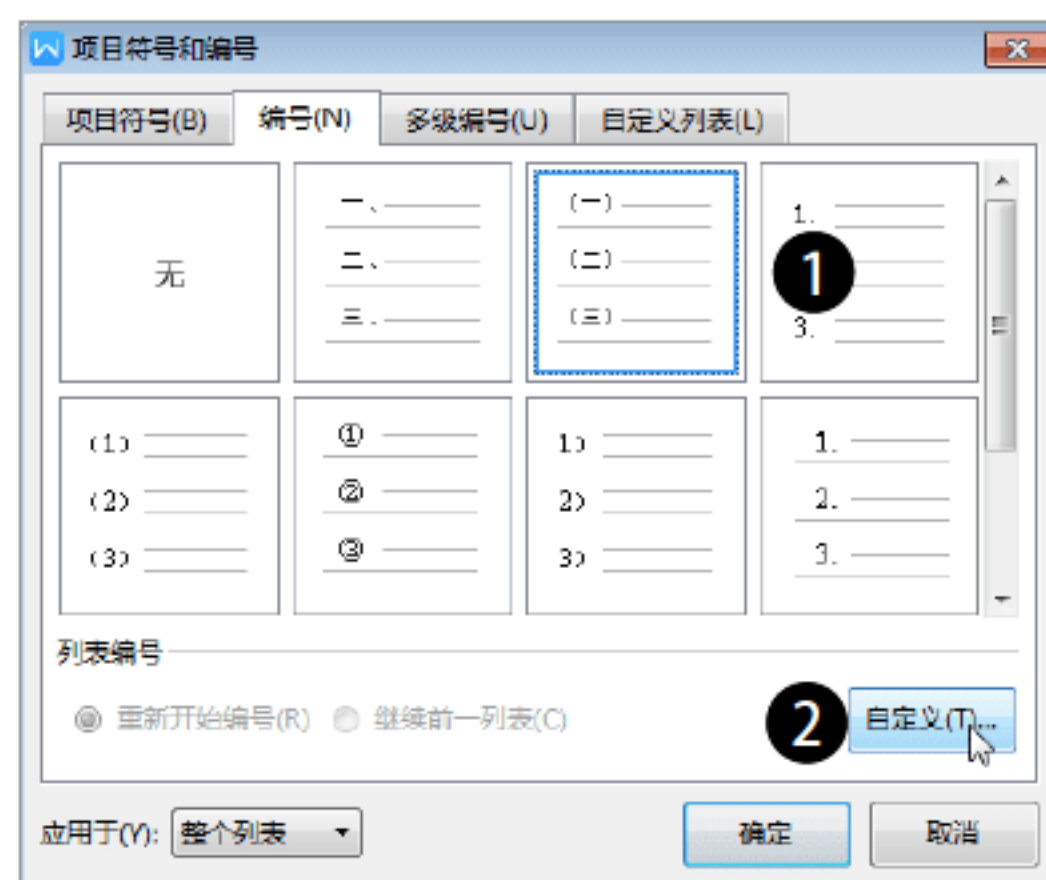 项目符号和编号
项目符号(B) 编号(N) 多级编号(U) 自定义列表(L)
无
一、
二、
三.
(一)
(二)
(三)
1.
3.
1
(1)
(2)
(3)
①
②
③
1)
2)
3)
1.
2.
3.
列表编号
重新开始编号(R) 继续前一列表(C) 2 自定义(T)...
应用于(Y): 整个列表 确定 取消